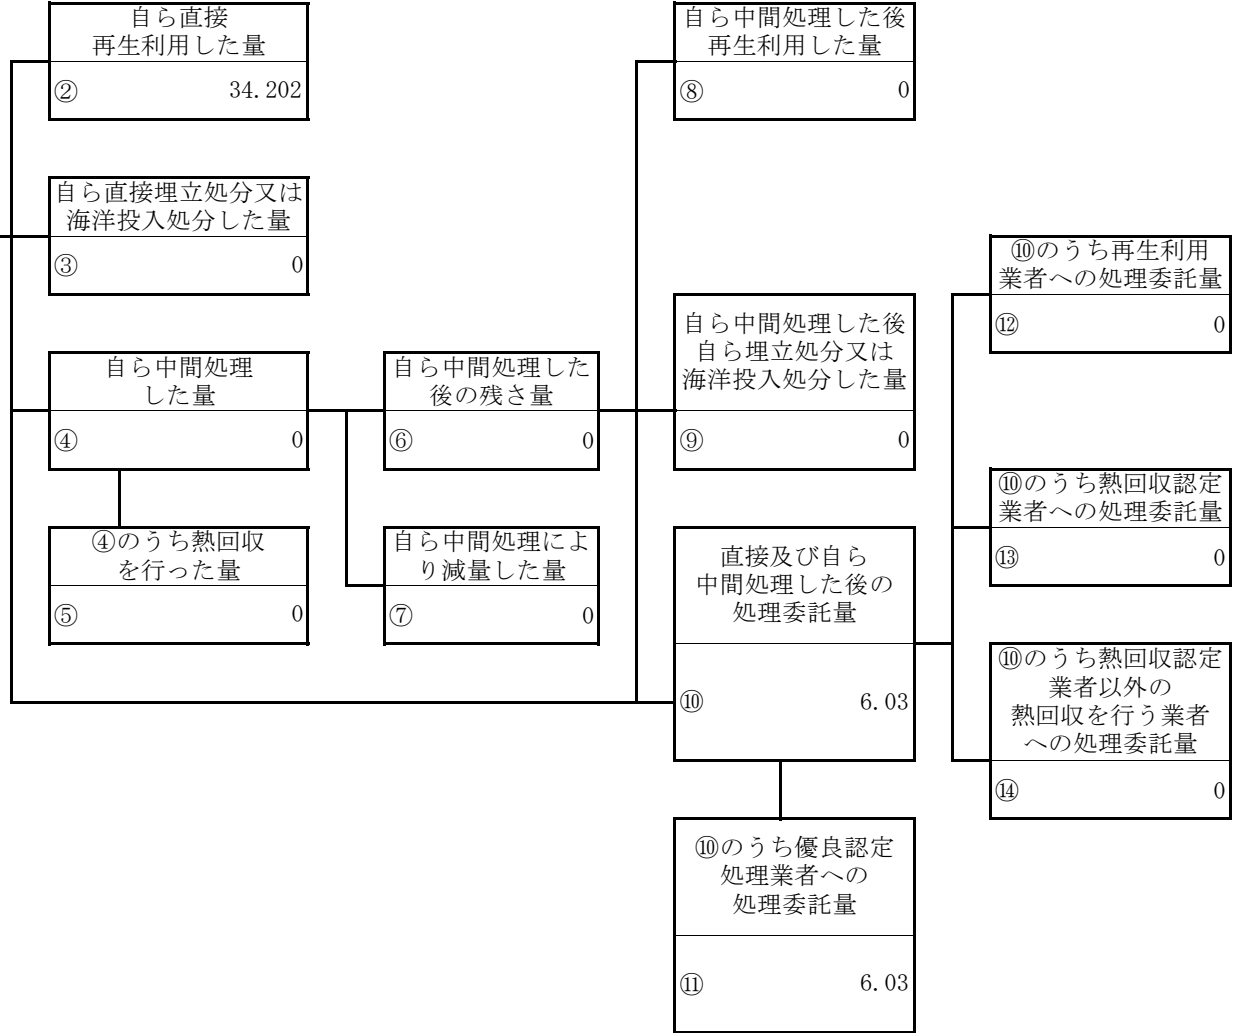 自ら直接
再生利用した量
② 34.202
自ら直接埋立処分又は
海洋投入処分した量
③ 0
自ら中間処理
した量
④ 0
④のうち熱回収
を行った量
⑤ 0
自ら中間処理した
後の残さ量
⑥ 0
自ら中間処理によ
り減量した量
⑦ 0
自ら中間処理した後
再生利用した量
⑧ 0
自ら中間処理した後
自ら埋立処分又は
海洋投入処分した量
⑨ 0
直接及び自ら
中間処理した後の
処理委託量
⑩ 6.03
⑩のうち優良認定
処理業者への
処理委託量
⑪ 6.03
⑩のうち再生利用
業者への処理委託量
⑫ 0
⑩のうち熱回収認定
業者への処理委託量
⑬ 0
⑩のうち熱回収認定
業者以外の
熱回収を行う業者
への処理委託量
⑭ 0